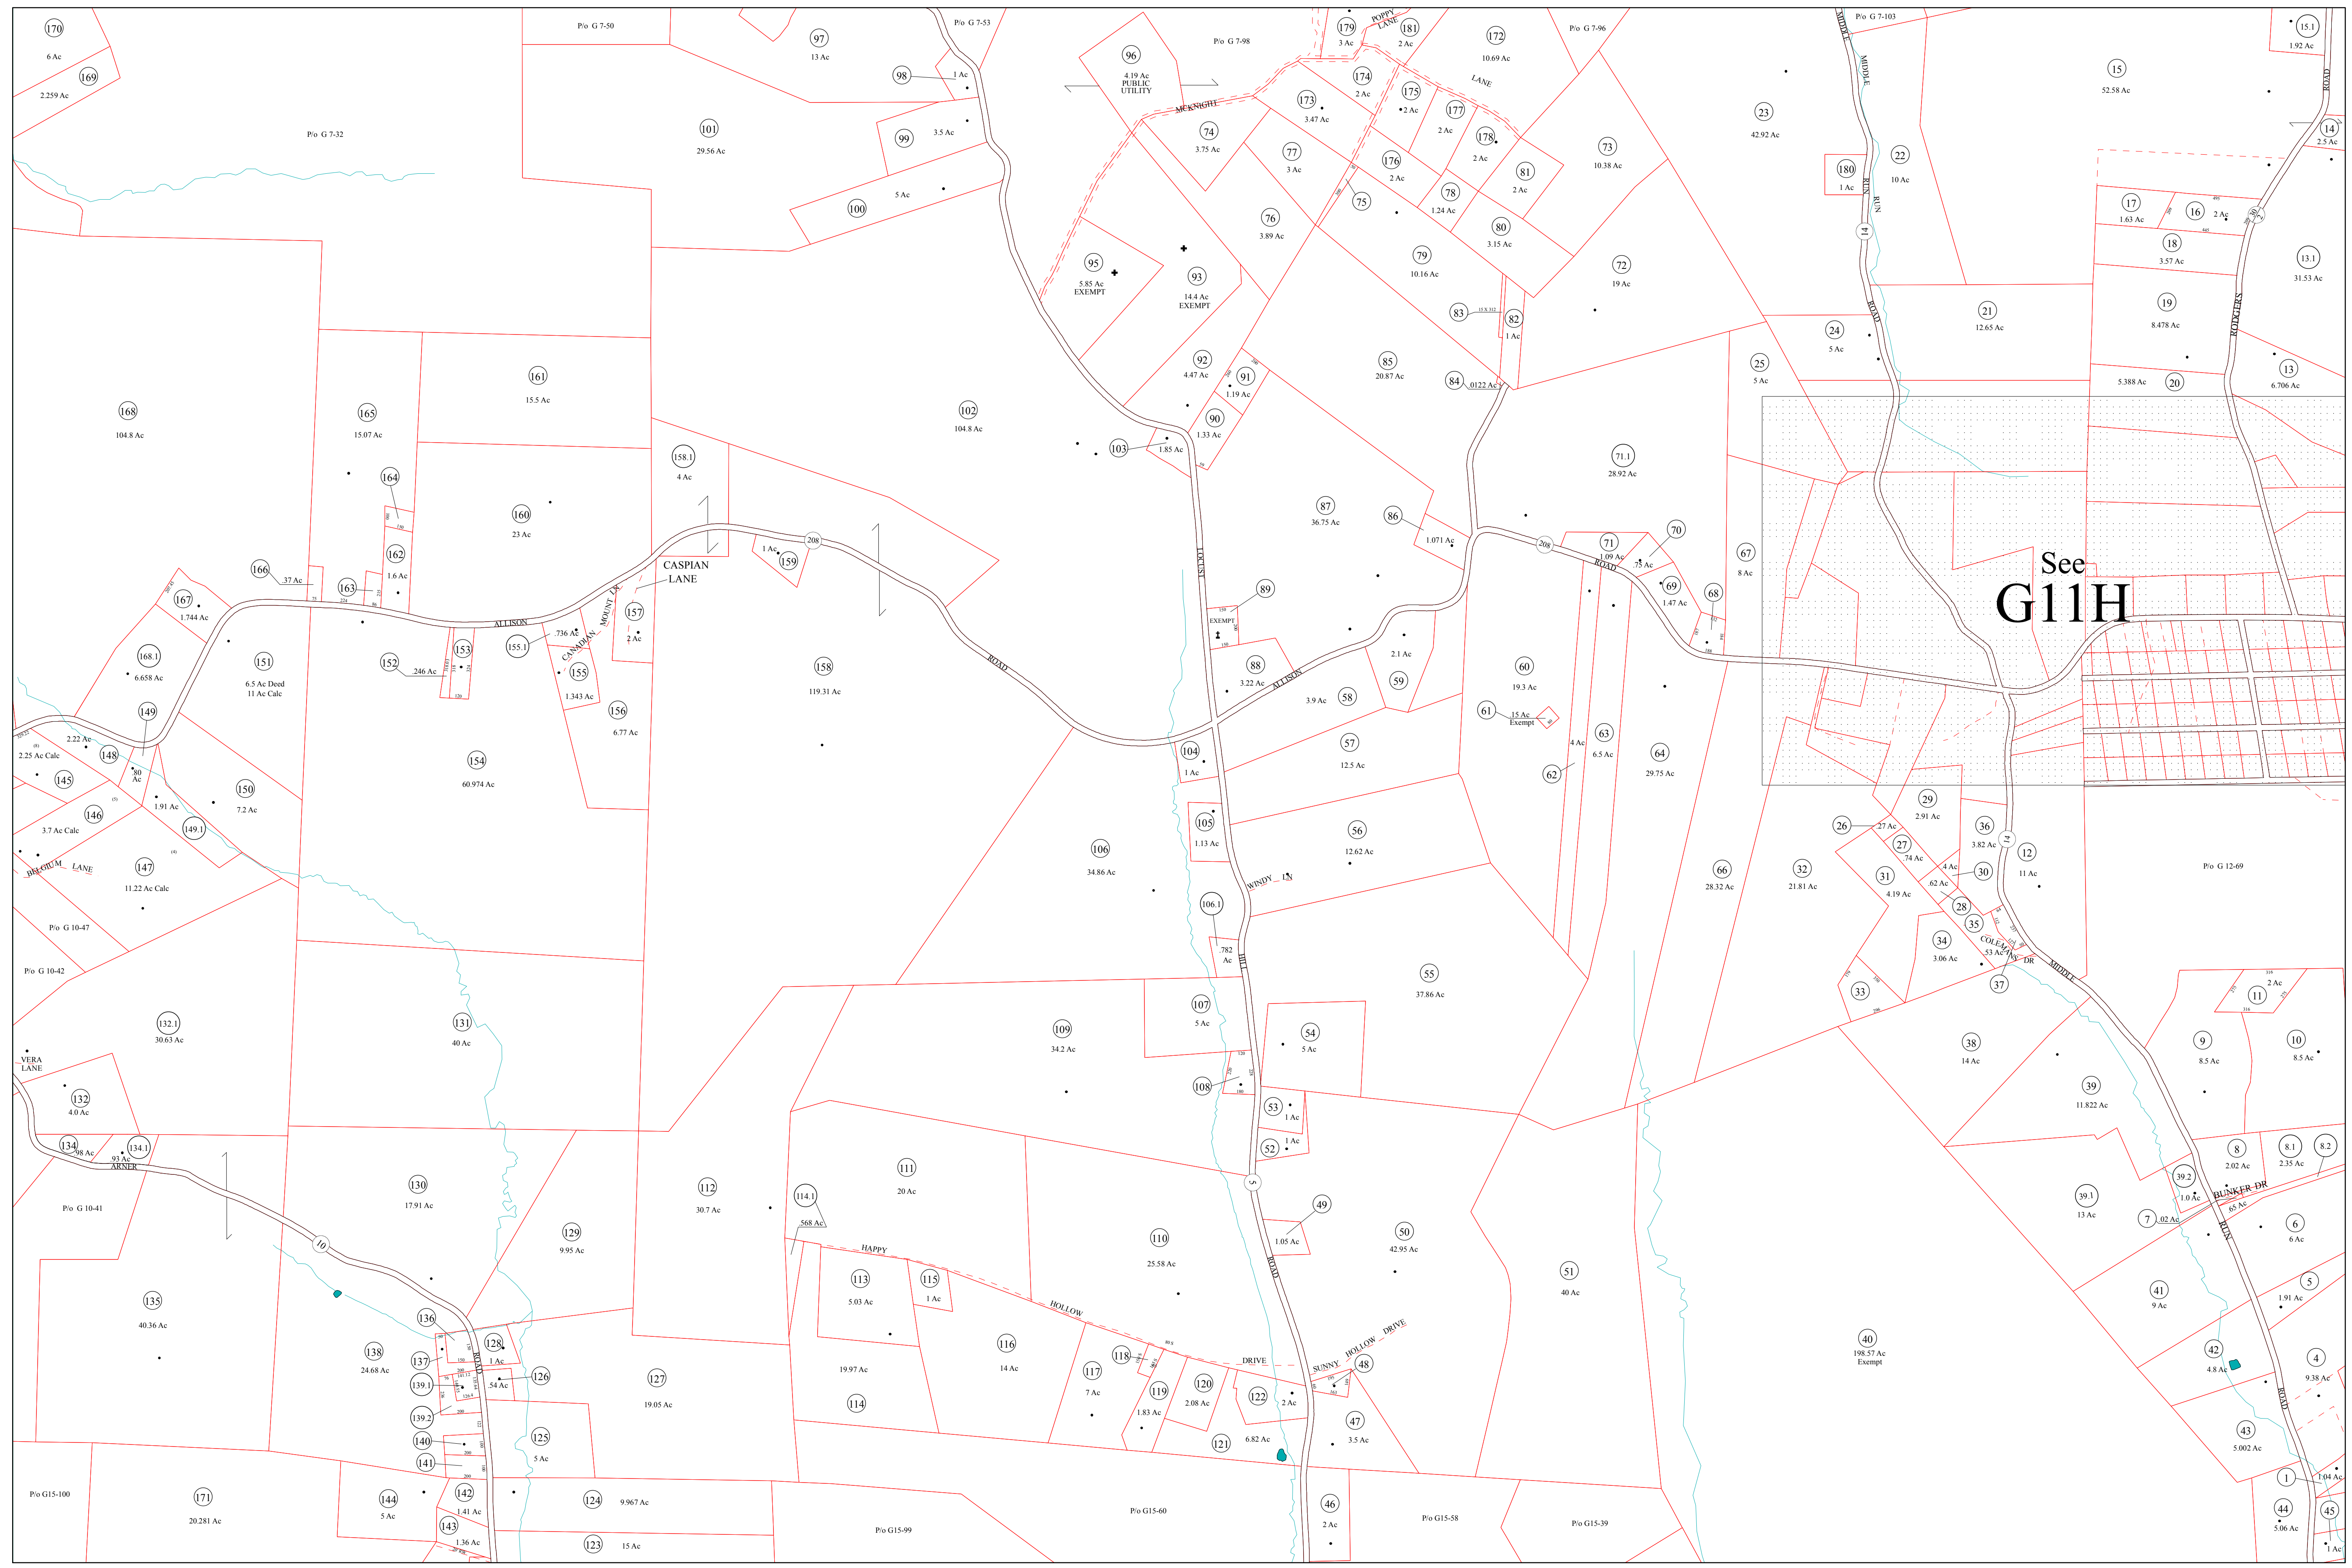 170
6 Ac
169
2.259 Ac
P/o G 7-32
P/o G 7-50
97
13 Ac
P/o G 7-53
98
1 Ac
99
3.5 Ac
101
29.56 Ac
100
5 Ac
96
4.19 Ac
PUBLIC
UTILITY
P/o G 7-98
MCKNIGHT
LANE
179
3 Ac
POPPY
LANE
181
2 Ac
172
10.69 Ac
P/o G 7-96
174
2 Ac
175
2 Ac
173
3.47 Ac
177
2 Ac
178
2 Ac
74
3.75 Ac
77
3 Ac
176
2 Ac
81
2 Ac
73
10.38 Ac
78
1.24 Ac
75
76
3.89 Ac
80
3.15 Ac
79
10.16 Ac
72
19 Ac
95
5.85 Ac
EXEMPT
93
14.4 Ac
EXEMPT
83
15 X 312
82
1 Ac
84
.0122 Ac
23
42.92 Ac
MIDDLE
RUN
ROAD
MIDDLE
RUN
P/o G 7-103
180
1 Ac
22
10 Ac
14
15
52.58 Ac
15.1
1.92 Ac
ROAD
14
2.5 Ac
17
1.63 Ac
16
2 Ac
18
3.57 Ac
13.1
31.53 Ac
19
8.478 Ac
RODGERS
21
12.65 Ac
24
5 Ac
25
5 Ac
13
6.706 Ac
5.388 Ac
20
168
104.8 Ac
165
15.07 Ac
161
15.5 Ac
164
160
23 Ac
162
1.6 Ac
163
166
.37 Ac
167
1.744 Ac
158.1
4 Ac
102
104.8 Ac
103
1.85 Ac
92
4.47 Ac
91
1.19 Ac
90
1.33 Ac
85
20.87 Ac
87
36.75 Ac
86
1.071 Ac
71.1
28.92 Ac
71
1.09 Ac
70
.75 Ac
69
1.47 Ac
68
67
8 Ac
See
G11H
208
208
ROAD
159
1 Ac
CASPIAN
LANE
CANADIAN MOUNT LN
157
2 Ac
ALLISON
ROAD
LOCUST
89
EXEMPT
88
3.22 Ac
ALLISON
2.1 Ac
59
3.9 Ac
58
60
19.3 Ac
61
.15 Ac
Exempt
4 Ac
62
63
6.5 Ac
64
29.75 Ac
168.1
6.658 Ac
151
6.5 Ac Deed
11 Ac Calc
152
.246 Ac
153
155.1
.736 Ac
155
1.343 Ac
156
6.77 Ac
154
60.974 Ac
158
119.31 Ac
149
2.22 Ac
148
.80
Ac
(6)
2.25 Ac Calc
145
146
(5)
3.7 Ac Calc
1.91 Ac
149.1
150
7.2 Ac
(4)
BELGIUM LANE
147
11.22 Ac Calc
P/o G 10-47
P/o G 10-42
104
1 Ac
57
12.5 Ac
105
1.13 Ac
56
12.62 Ac
106
34.86 Ac
WINDY LN
106.1
.782
Ac
HILL
55
37.86 Ac
66
28.32 Ac
32
21.81 Ac
26
.27 Ac
27
.74 Ac
29
2.91 Ac
36
3.82 Ac
14
12
11 Ac
.4 Ac
30
.62 Ac
28
31
4.19 Ac
35
34
3.06 Ac
COLEMAN DR
.53 Ac
37
33
MIDDLE
P/o G 12-69
11
2 Ac
9
8.5 Ac
10
8.5 Ac
38
14 Ac
39
11.822 Ac
132.1
30.63 Ac
VERA
LANE
132
4.0 Ac
131
40 Ac
134
.98 Ac
134.1
.93 Ac
ARNER
P/o G 10-41
130
17.91 Ac
129
9.95 Ac
10
135
40.36 Ac
109
34.2 Ac
107
5 Ac
108
54
5 Ac
53
1 Ac
52
1 Ac
5
111
20 Ac
112
30.7 Ac
114.1
.568 Ac
HAPPY
HOLLOW
DRIVE
110
25.58 Ac
49
1.05 Ac
ROAD
50
42.95 Ac
51
40 Ac
113
5.03 Ac
115
1 Ac
116
14 Ac
117
7 Ac
118
119
1.83 Ac
120
2.08 Ac
122
2 Ac
121
6.82 Ac
19.97 Ac
114
SUNNY HOLLOW DRIVE
48
47
3.5 Ac
39.1
13 Ac
39.2
1.0 Ac
8
2.02 Ac
8.1
2.35 Ac
8.2
BUNKER DR
.65 Ac
7
.02 Ac
RUN
6
6 Ac
41
9 Ac
5
1.91 Ac
40
198.57 Ac
Exempt
42
4.8 Ac
4
9.38 Ac
ROAD
43
5.002 Ac
1
1.04 Ac
44
5.06 Ac
45
1 Ac
138
24.68 Ac
136
137
128
1 Ac
ROAD
139.1
.54 Ac
126
139.2
140
141
125
5 Ac
127
19.05 Ac
P/o G15-100
171
20.281 Ac
144
5 Ac
142
1.41 Ac
143
1.36 Ac
124
9.967 Ac
123
15 Ac
P/o G15-99
P/o G15-60
46
2 Ac
P/o G15-58
P/o G15-39